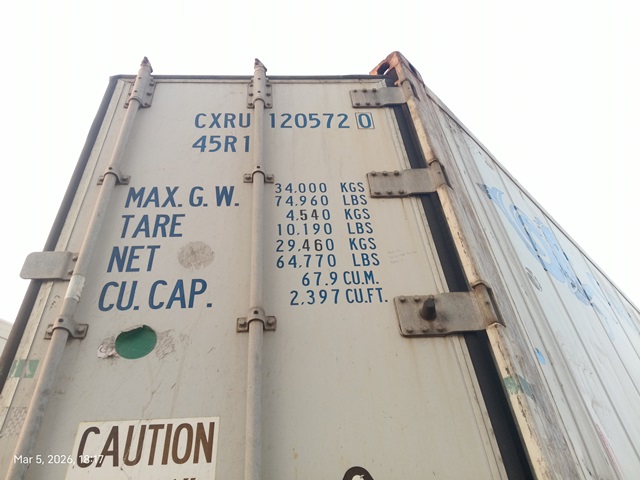 CXRU 120572 0
45R1
MAX. G. W. 34.000 KGS
74.960 LBS
TARE 4.540 KGS
10.190 LBS
NET 29.460 KGS
64.770 LBS
CU. CAP. 67.9 CU.M.
2.397 CU.FT.
CAUTION
Mar 5, 2026, 18:17